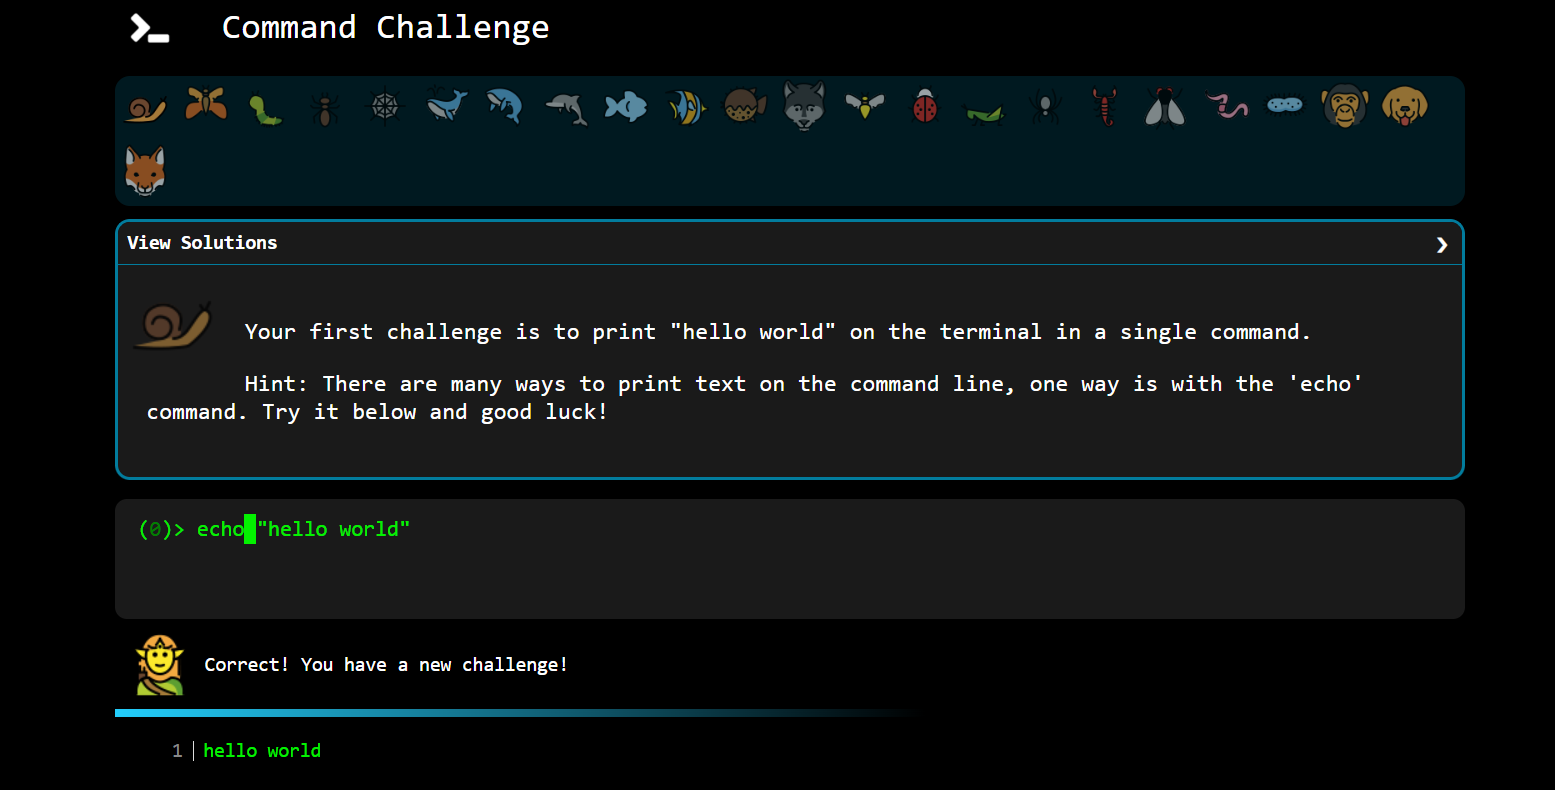 Command Challenge
View Solutions
Your first challenge is to print "hello world" on the terminal in a single command.
Hint: There are many ways to print text on the command line, one way is with the 'echo'
command. Try it below and good luck!
(0)> echo "hello world"
Correct! You have a new challenge!
1 hello world